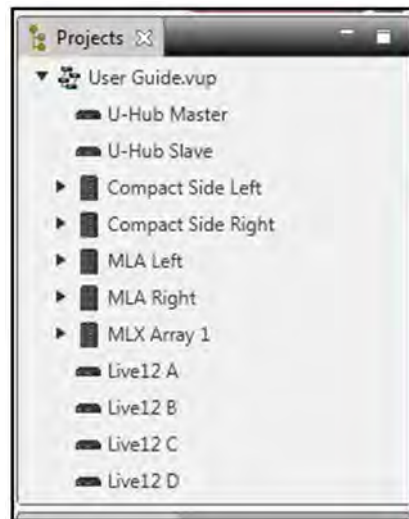 Projects
User Guide.vup
U-Hub Master
U-Hub Slave
Compact Side Left
Compact Side Right
MLA Left
MLA Right
MLX Array 1
Live12 A
Live12 B
Live12 C
Live12 D